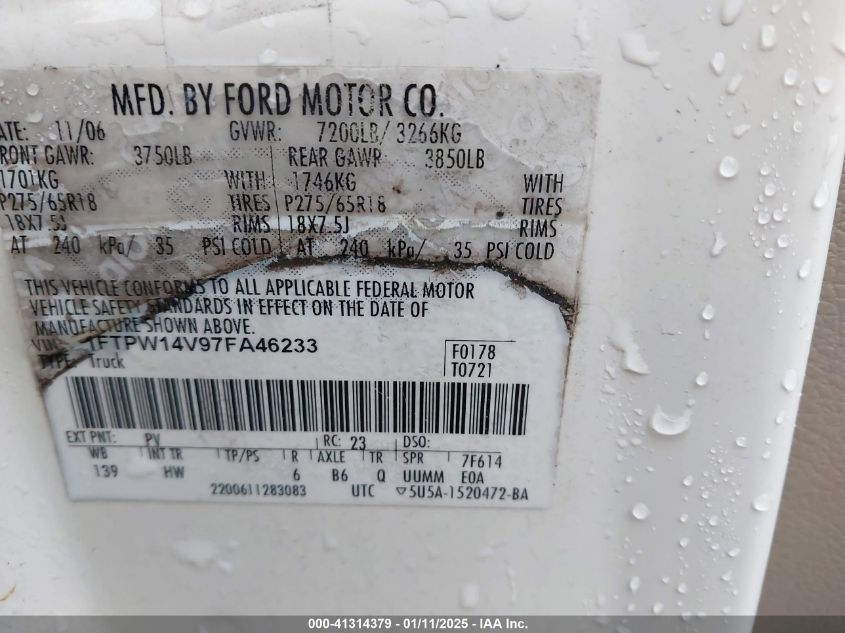 MFD. BY FORD MOTOR CO.
ATE: 11/06 GVWR: 7200LB/ 3266KG
RONT GAWR: 3750LB REAR GAWR 3850LB
1701KG WITH 1746KG WITH
P275/65R18 TIRES P275/65R18 TIRES
18X7.5J RIMS 18X7.5J RIMS
AT 240 kPa/ 35 PSI COLD AT 240 kPa/ 35 PSI COLD
THIS VEHICLE CONFORMS TO ALL APPLICABLE FEDERAL MOTOR
VEHICLE SAFETY STANDARDS IN EFFECT ON THE DATE OF
MANUFACTURE SHOWN ABOVE.
VIN: 1FTPW14V97FA46233 F0178
TYPE: Truck T0721
EXT PNT: PV RC: 23 DSO:
WB INT TR TP/PS R AXLE TR SPR 7F614
139 HW 6 B6 Q UUMM EOA
2200611283083 UTC ▽5U5A-1520472-BA
000-41314379 - 01/11/2025 - IAA Inc.